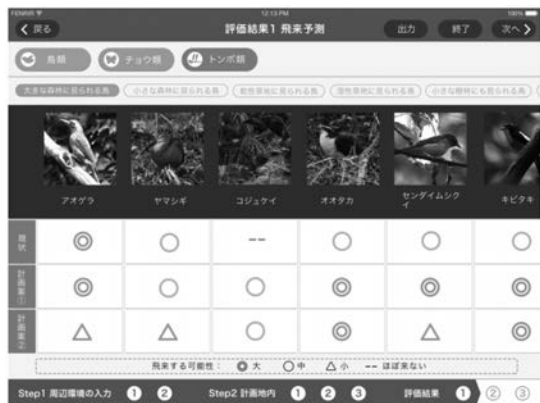 12:13 PM
100%
戻る
評価結果1 飛来予測
出力
終了
次へ
鳥類
チョウ類
トンボ類
大きな森林に見られる鳥
小さな森林に見られる鳥
乾性草地に見られる鳥
湿性草地に見られる鳥
小さな樹林にも見られる鳥
アオゲラ
ヤマシギ
コジュケイ
オオタカ
センダイムシクイ
キビタキ
現状
◎ ○ -- ○ ○ ○
計画案①
◎ ○ ○ ◎ ◎ ◎
計画案②
△ △ ○ ◎ △ ◎
飛来する可能性： ◎ 大 ○ 中 △ 小 -- ほぼ来ない
Step1 周辺環境の入力 1 2 Step2 計画地内 1 2 3 評価結果 1 2 3